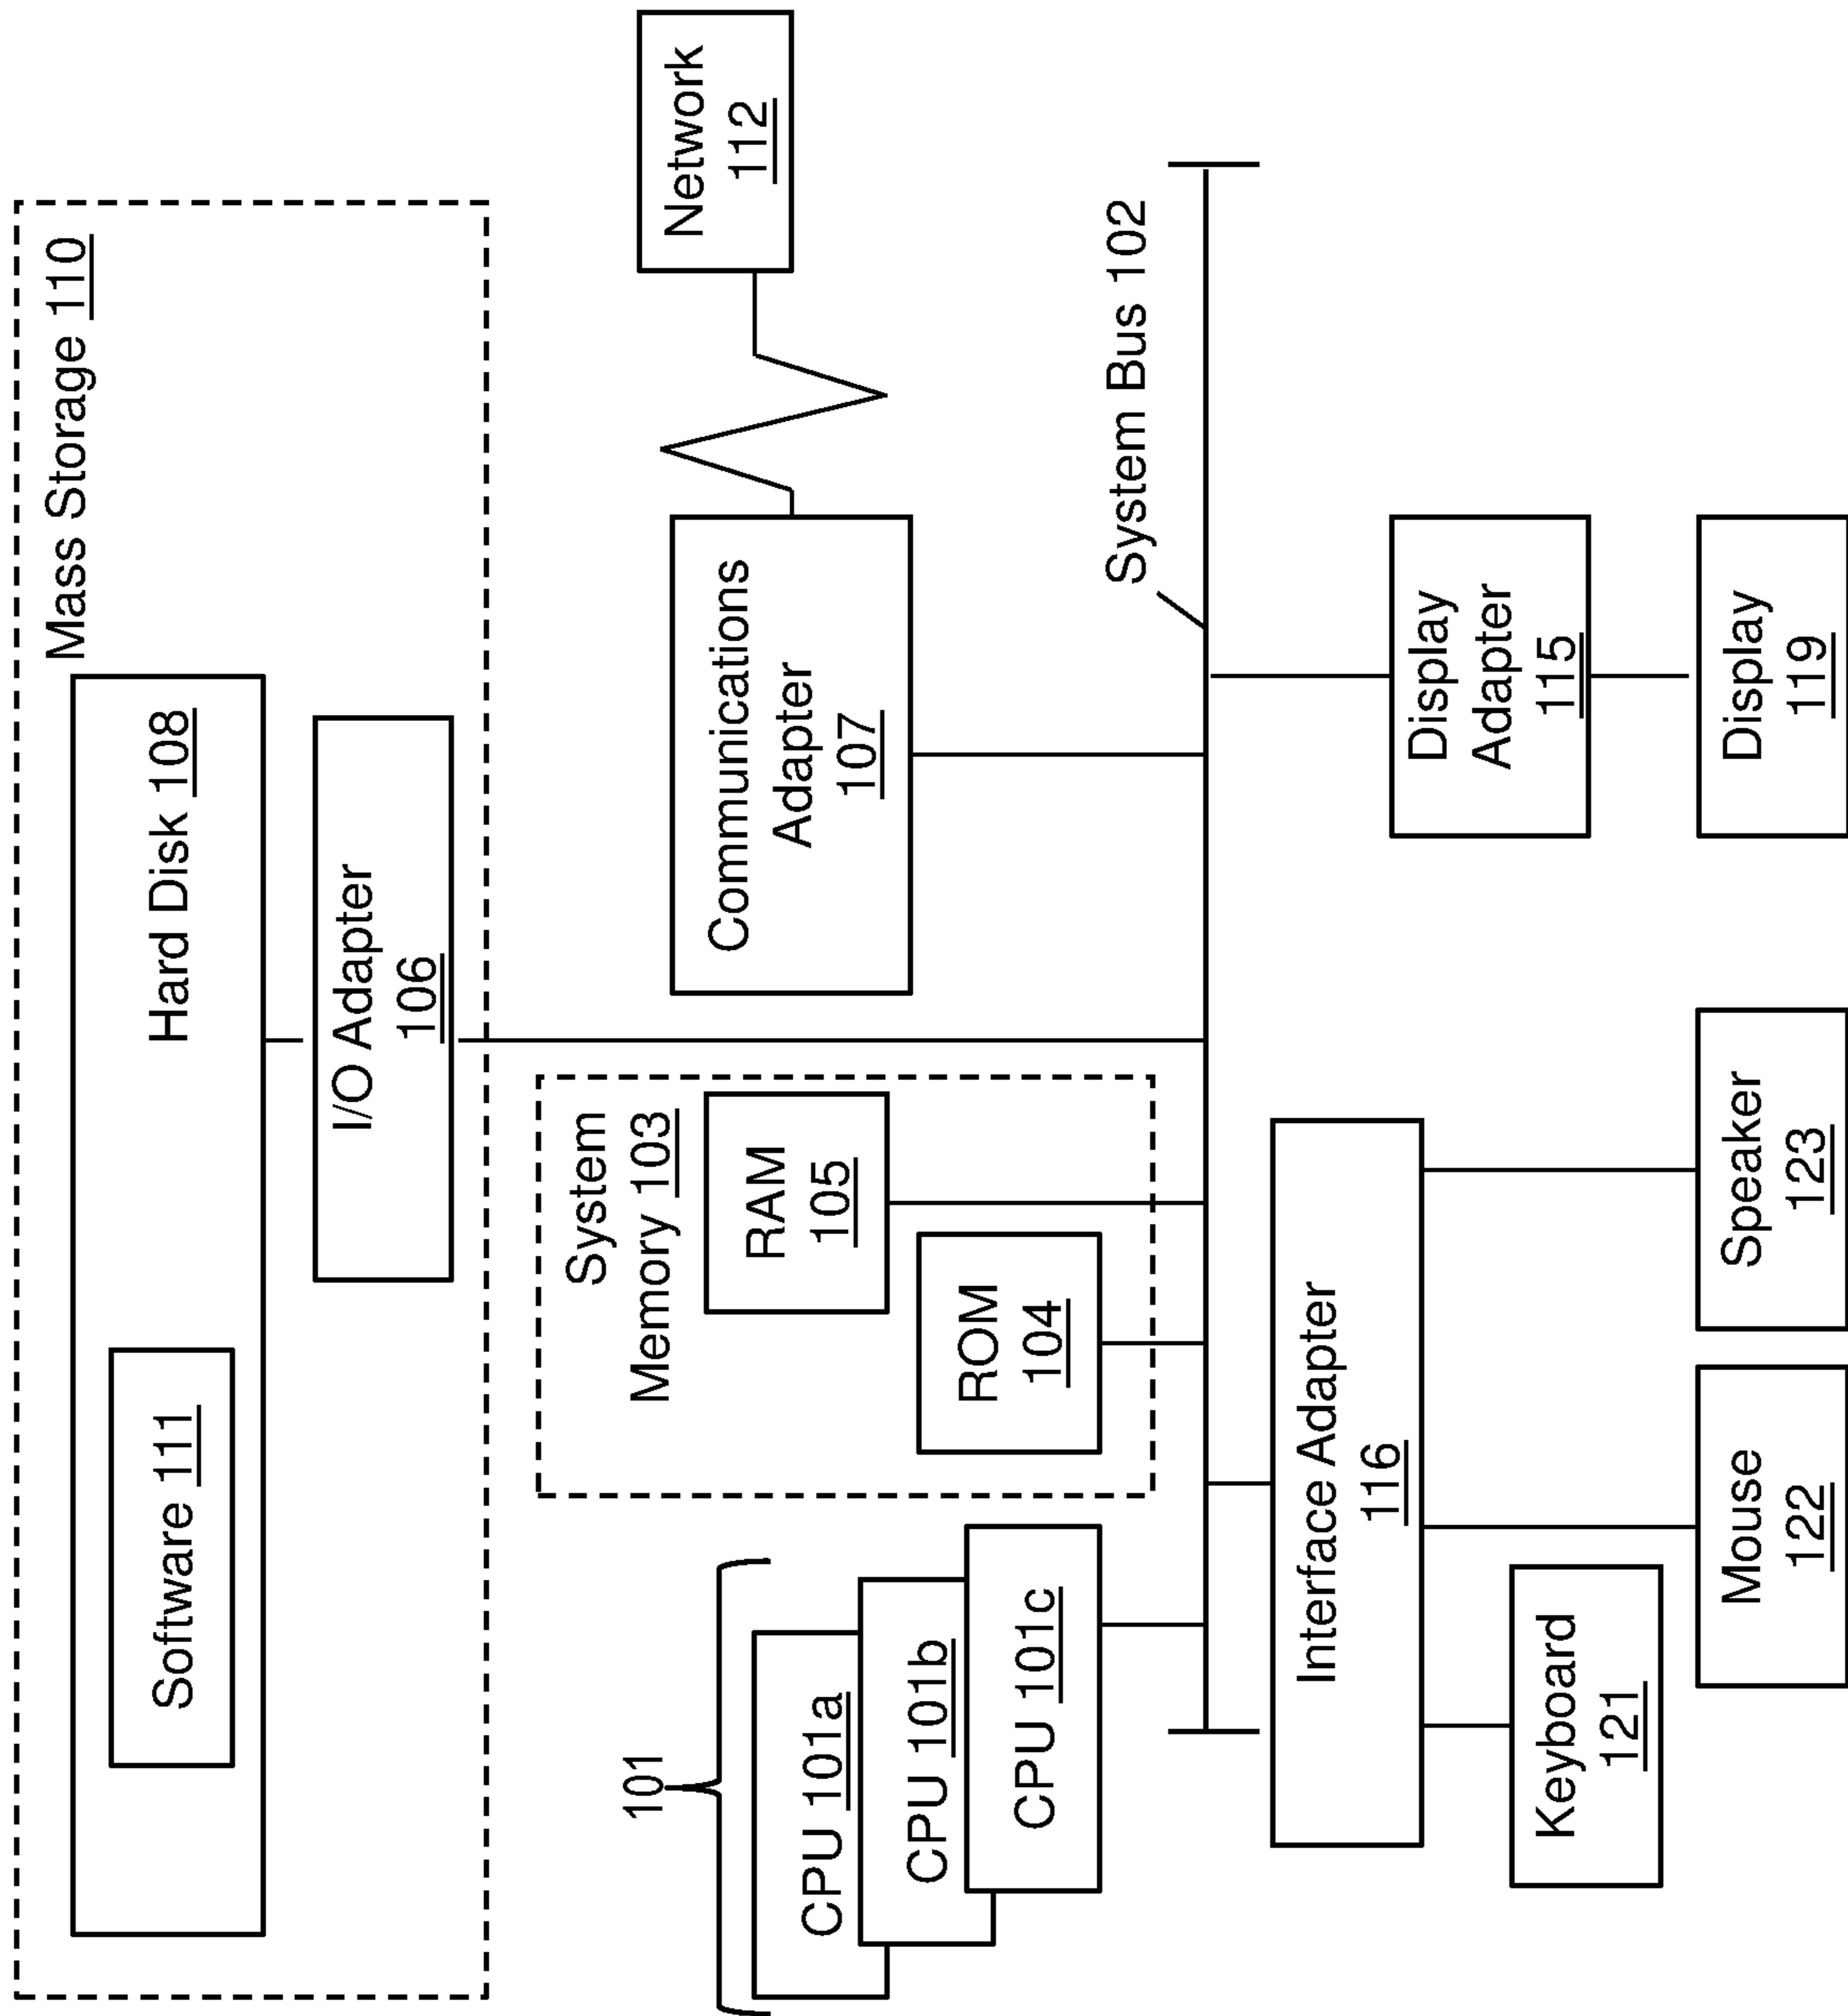 Mass Storage 110
Hard Disk 108
Software 111
I/O Adapter
106
Network
112
Communications
Adapter
107
System
Memory 103
RAM
105
ROM
104
101
CPU 101a
CPU 101b
CPU 101c
System Bus 102
Interface Adapter
116
Display
Adapter
115
Keyboard
121
Mouse
122
Speaker
123
Display
119